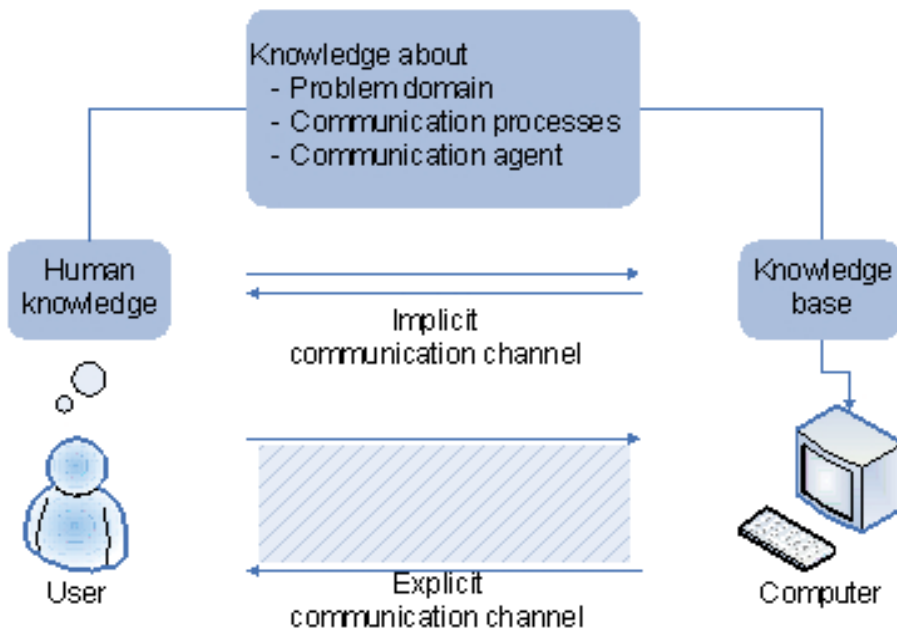 Knowledge about
- Problem domain
- Communication processes
- Communication agent
Human
knowledge
Knowledge
base
Implicit
communication channel
User
Explicit
communication channel
Computer